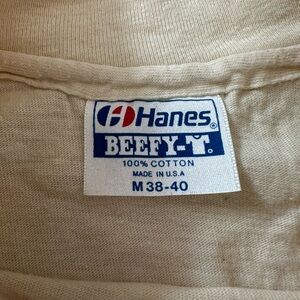 Hanes®
BEEFY-T®
100% COTTON
MADE IN U.S.A
M 38-40